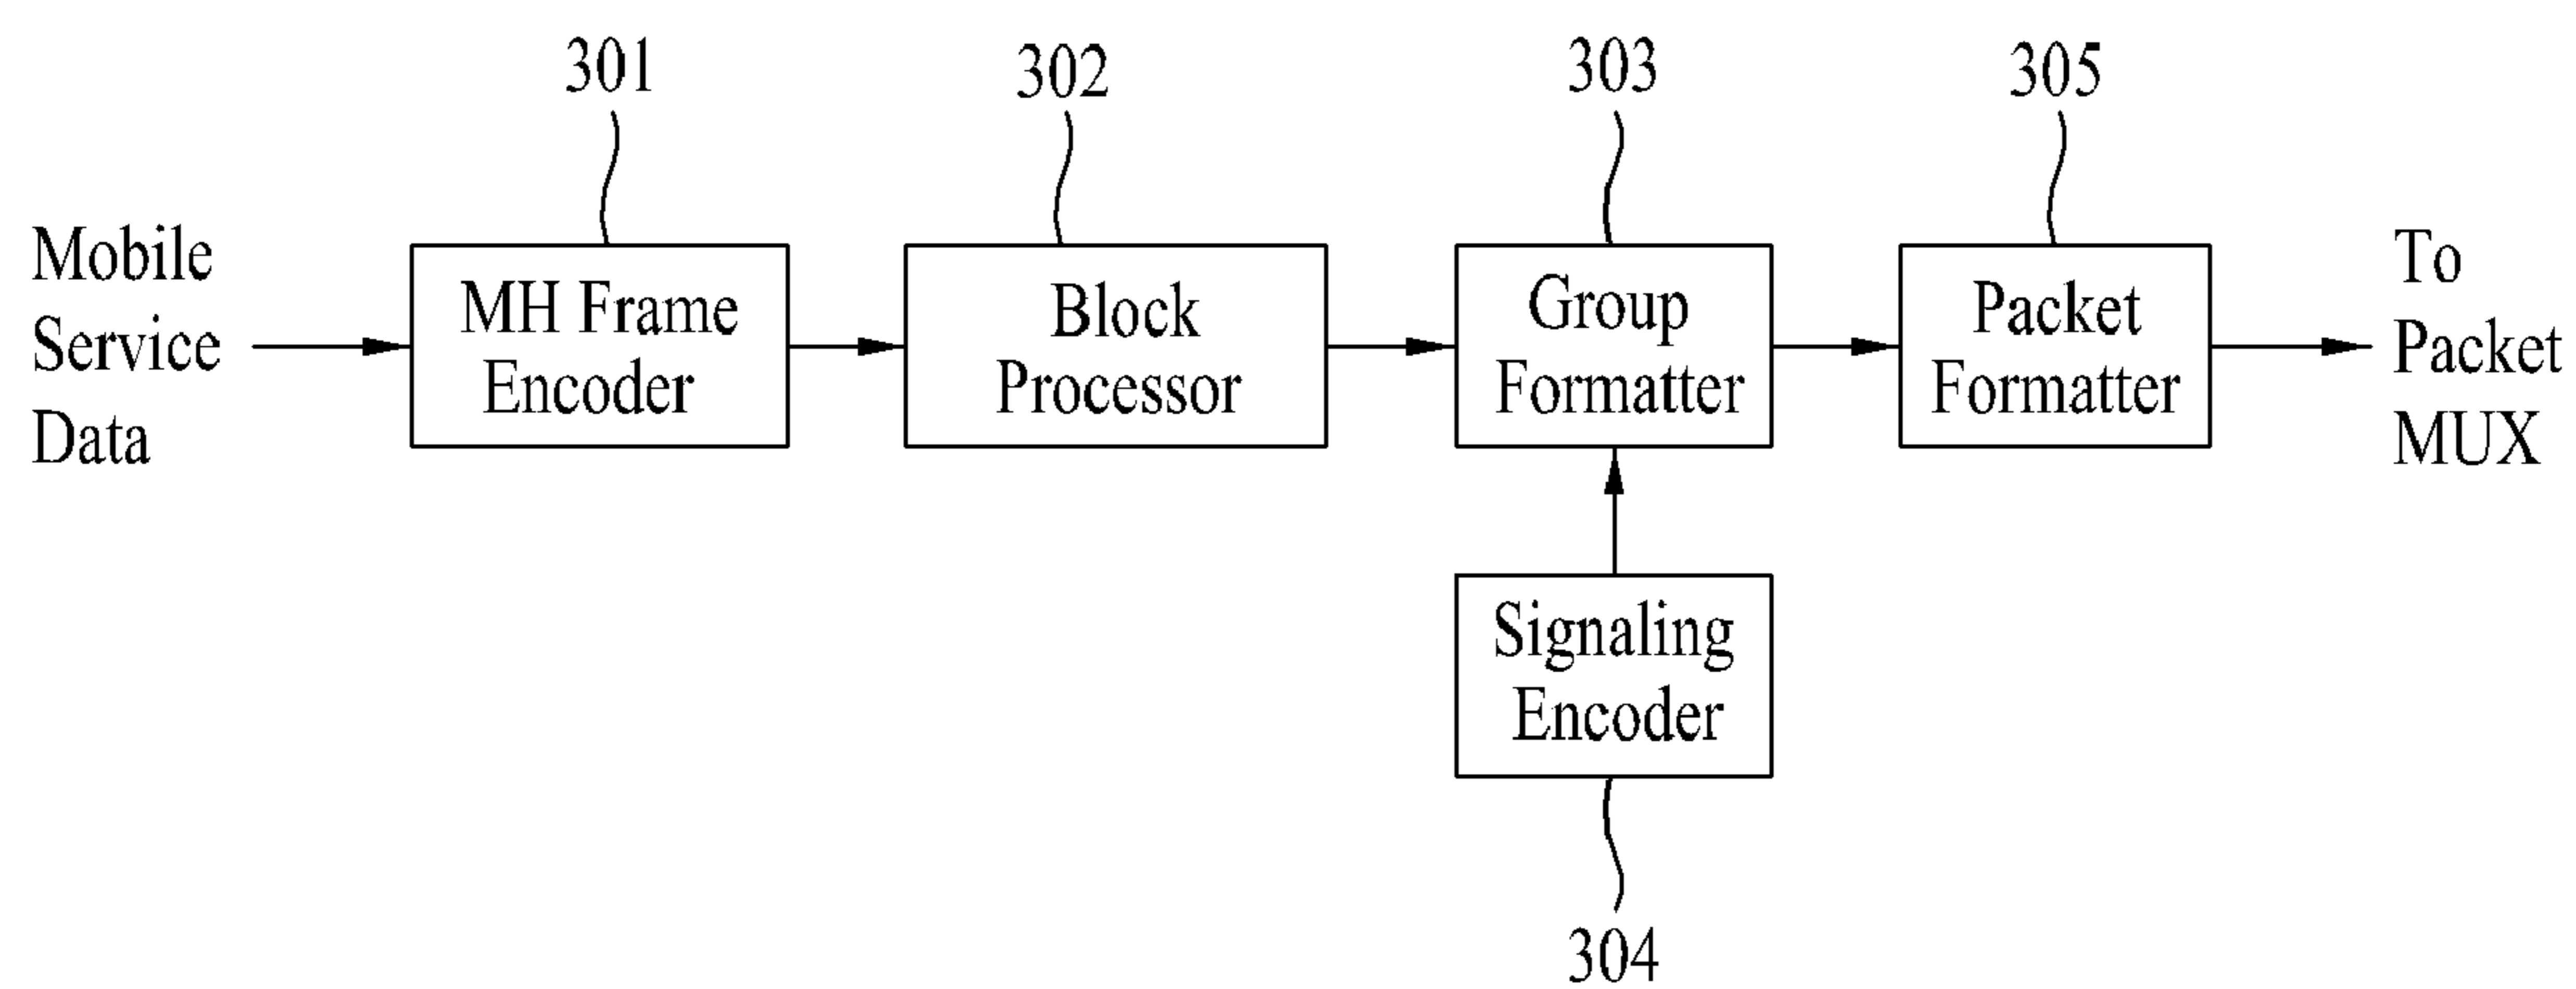 301
302
303
305
Mobile
Service
Data
MH Frame
Encoder
Block
Processor
Group
Formatter
Packet
Formatter
To
Packet
MUX
Signaling
Encoder
304